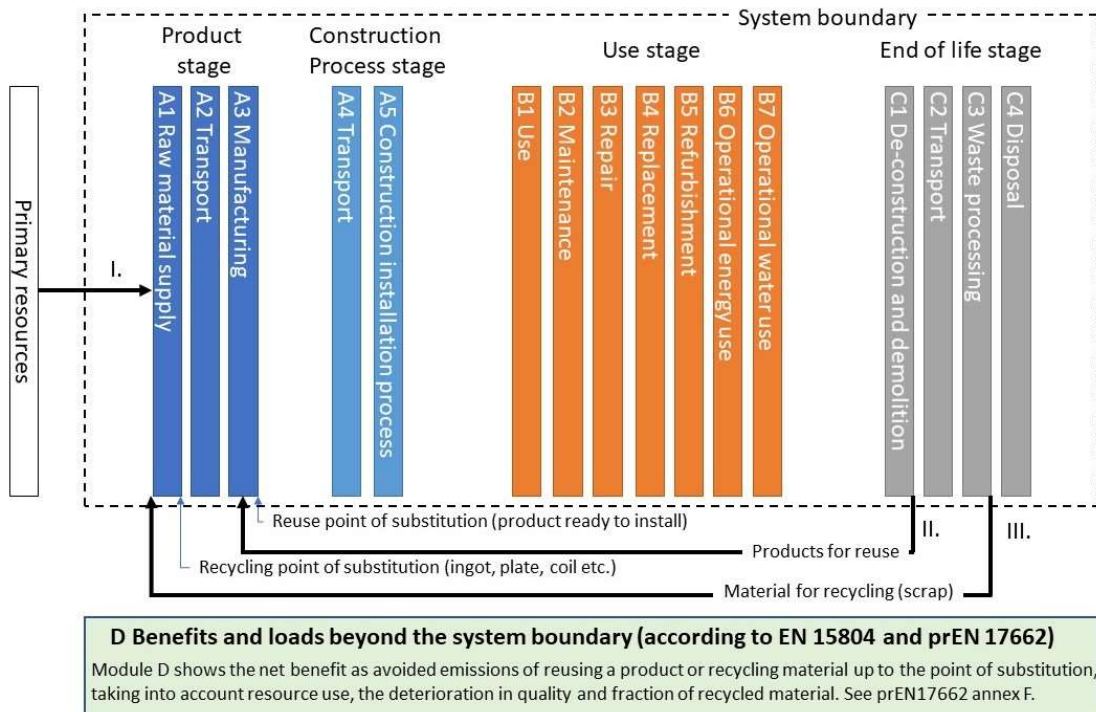 System boundary
Product
stage
Construction
Process stage
Use stage
End of life stage
Primary resources
I.
A1 Raw material supply
A2 Transport
A3 Manufacturing
A4 Transport
A5 Construction installation process
B1 Use
B2 Maintenance
B3 Repair
B4 Replacement
B5 Refurbishment
B6 Operational energy use
B7 Operational water use
C1 De-construction and demolition
C2 Transport
C3 Waste processing
C4 Disposal
Reuse point of substitution (product ready to install)
II.
III.
Products for reuse
Recycling point of substitution (ingot, plate, coil etc.)
Material for recycling (scrap)
D Benefits and loads beyond the system boundary (according to EN 15804 and prEN 17662)
Module D shows the net benefit as avoided emissions of reusing a product or recycling material up to the point of substitution,
taking into account resource use, the deterioration in quality and fraction of recycled material. See prEN17662 annex F.